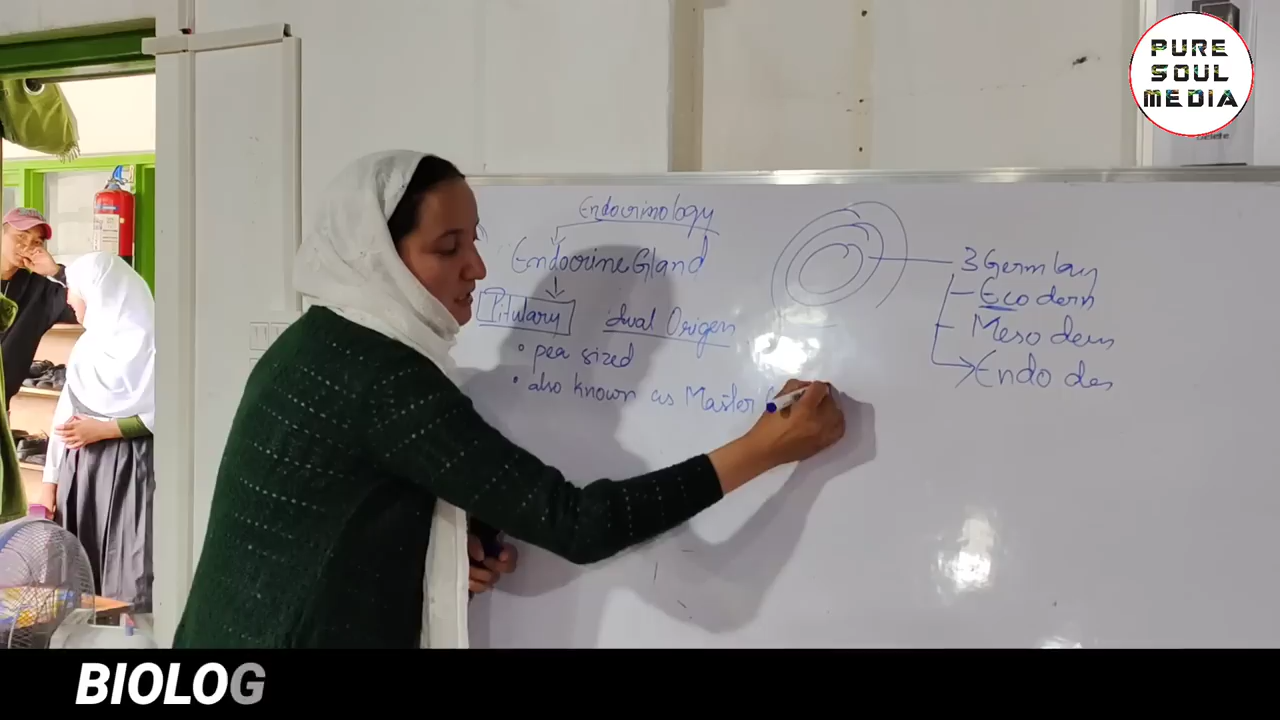 PURE
SOUL
MEDIA
Endocrinology
Endocrine Gland
Pitulary dual Origen
• pea sized
• also known as Master
3 Germ lay
Eco derm
Meso derm
Endo der
BIOLOG